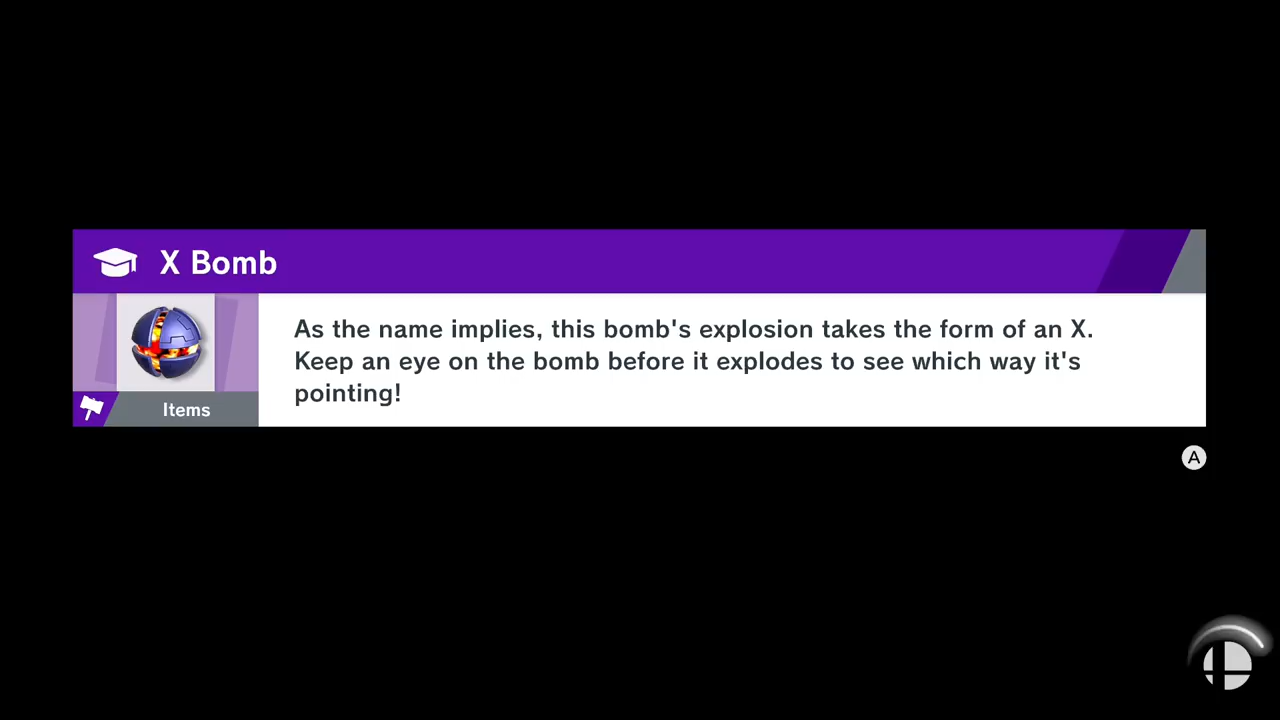 X Bomb
As the name implies, this bomb's explosion takes the form of an X.
Keep an eye on the bomb before it explodes to see which way it's
pointing!
Items
A